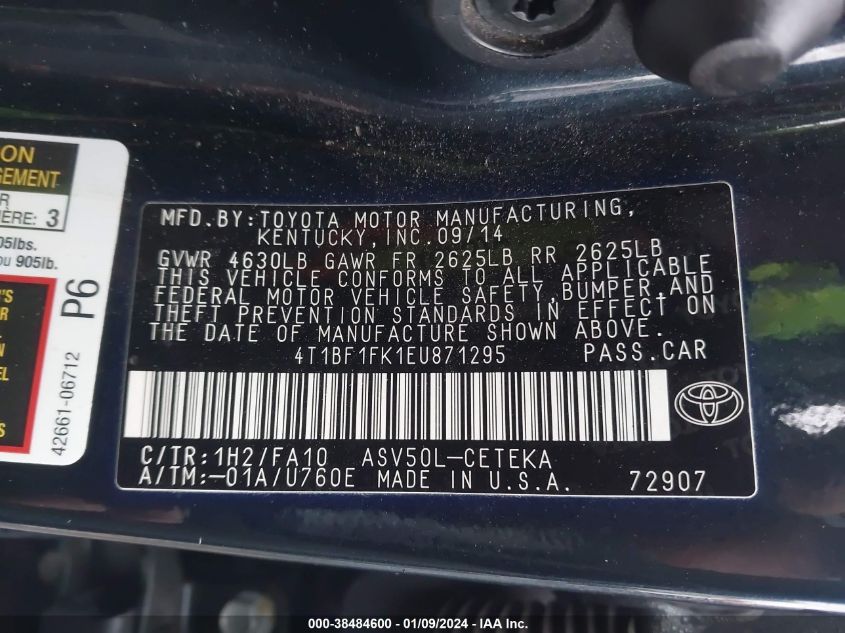 ON
GEMENT
R
IÈRE: 3
05lbs.
ou 905lb.
'S
R
EL
S
P6
42661-06712
MFD.BY:TOYOTA MOTOR MANUFACTURING,
KENTUCKY,INC.09/14
GVWR 4630LB GAWR FR 2625LB RR 2625LB
THIS VEHICLE CONFORMS TO ALL APPLICABLE
FEDERAL MOTOR VEHICLE SAFETY,BUMPER,AND
THEFT PREVENTION STANDARDS IN EFFECT ON
THE DATE OF MANUFACTURE SHOWN ABOVE.
4T1BF1FK1EU871295 PASS.CAR
C/TR:1H2/FA10 ASV50L-CETEKA
A/TM:-01A/U760E MADE IN U.S.A. 72907
000-38484600 - 01/09/2024 - IAA Inc.